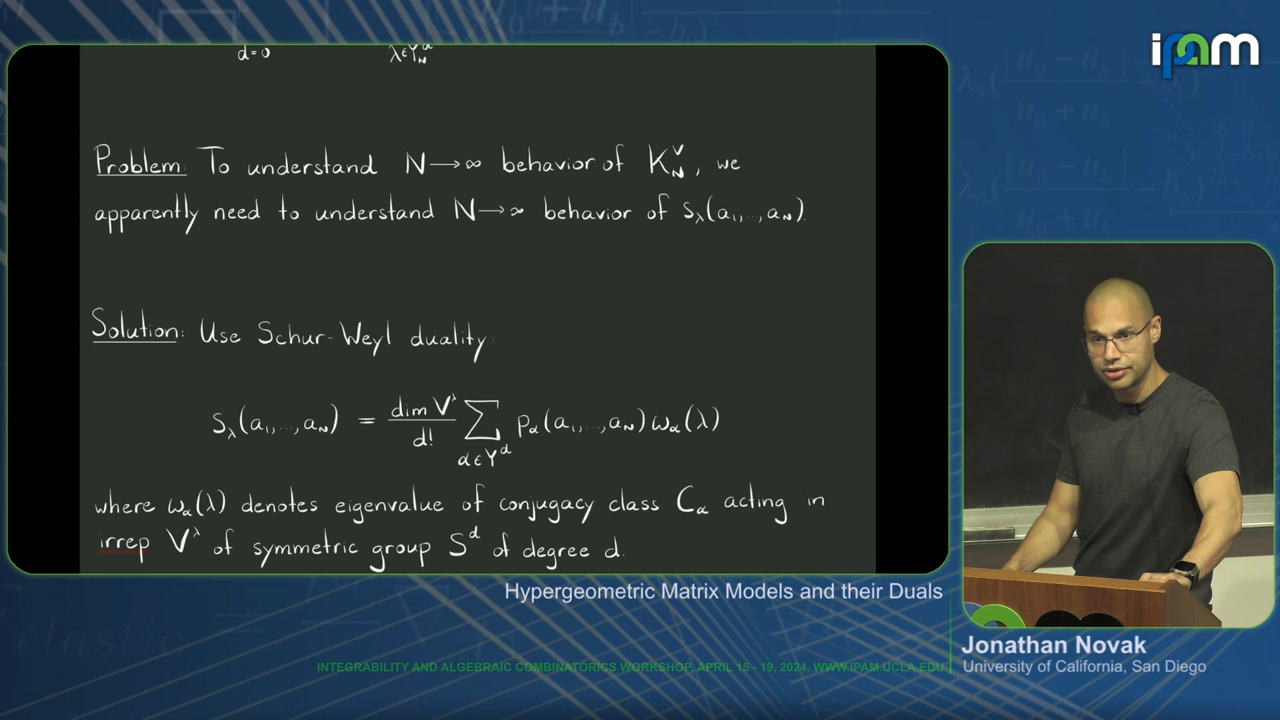 ipam
d=0 λ∈Y_N^d
Problem: To understand N→∞ behavior of K_N^V, we
apparently need to understand N→∞ behavior of s_λ(a_1,...,a_N).
Solution: Use Schur-Weyl duality:
s_λ(a_1,...,a_N) = dim V^λ / d! ∑_{α∈Y^d} p_α(a_1,...,a_N) ω_α(λ)
where ω_α(λ) denotes eigenvalue of conjugacy class C_α acting in
irrep V^λ of symmetric group S^d of degree d.
Hypergeometric Matrix Models and their Duals
Jonathan Novak
University of California, San Diego
INTEGRABILITY AND ALGEBRAIC COMBINATORICS WORKSHOP, APRIL 15 - 19, 2024, WWW.IPAM.UCLA.EDU
elastic